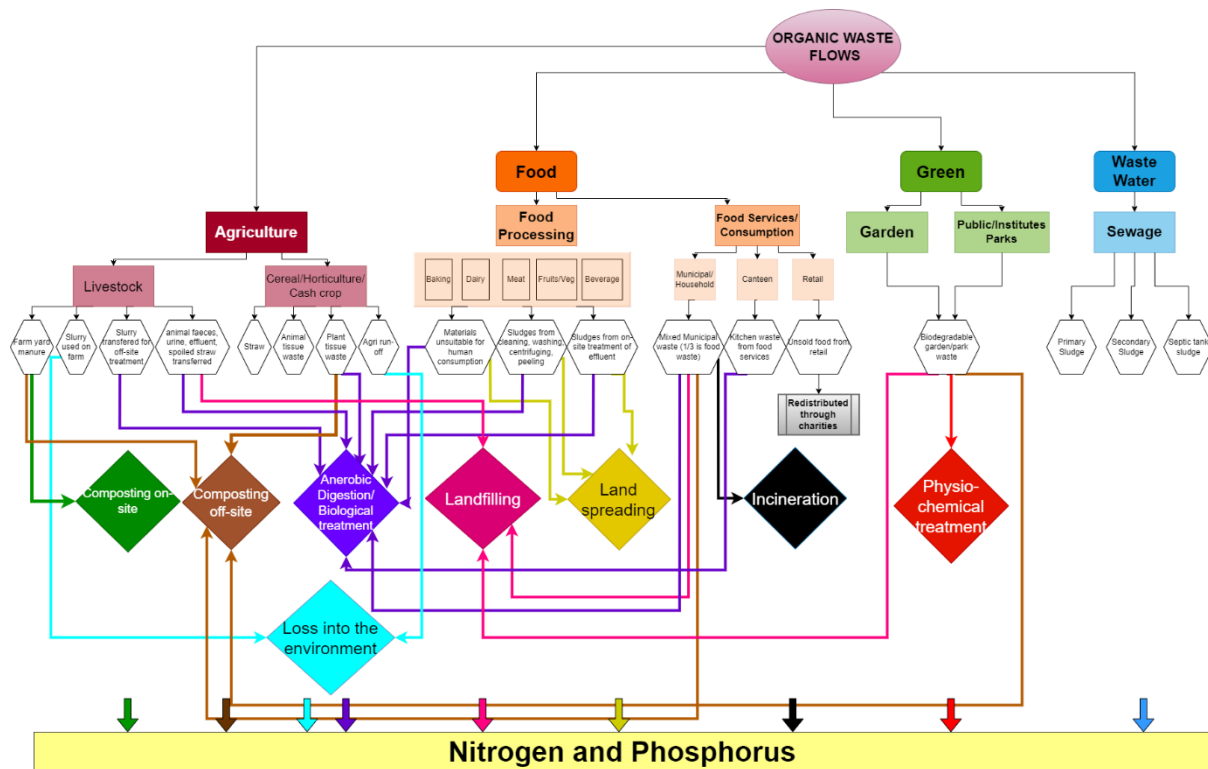 ORGANIC WASTE
FLOWS
Food
Green
Waste
Water
Agriculture
Food
Processing
Food Services/
Consumption
Garden
Public/Institutes
Parks
Sewage
Livestock
Cereal/Horticulture/
Cash crop
Baking
Dairy
Meat
Fruits/Veg
Beverage
Municipal/
Household
Canteen
Retail
Farm yard
manure
Slurry
used on
farm
Slurry
transfered for
off-site
treatment
animal faeces,
urine, effluent,
spoiled straw
transferred
Straw
Animal
tissue
waste
Plant
tissue
waste
Agri run-
off
Materials
unsuitable for
human
consumption
Sludges from
cleaning, washing,
centrifuging,
peeling
Sludges from on-
site treatment of
effluent
Mixed Municipal
waste (1/3 is food
waste)
Kitchen waste
from food
services
Unsold food from
retail
Biodegradable
garden/park
waste
Primary
Sludge
Secondary
Sludge
Septic tank
sludge
Redistributed
through
charities
Composting on-
site
Composting
off-site
Anerobic
Digestion/
Biological
treatment
Landfilling
Land
spreading
Incineration
Physio-
chemical
treatment
Loss into the
environment
Nitrogen and Phosphorus